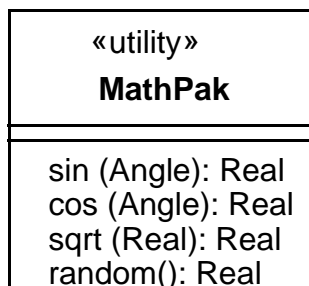 «utility»
MathPak
sin (Angle): Real
cos (Angle): Real
sqrt (Real): Real
random(): Real